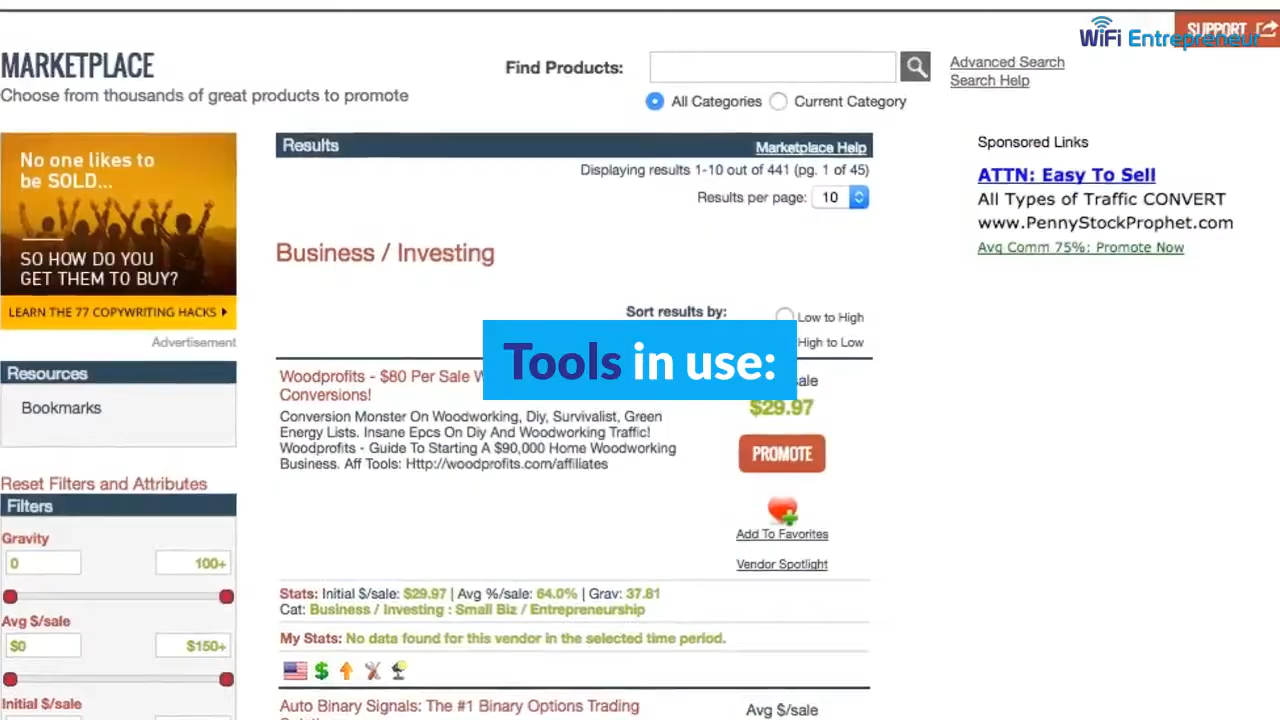 SUPPORT
WiFi Entrepreneur
MARKETPLACE
Choose from thousands of great products to promote
Find Products:
All Categories
Current Category
Advanced Search
Search Help
No one likes to
be SOLD...
SO HOW DO YOU
GET THEM TO BUY?
LEARN THE 77 COPYWRITING HACKS
Advertisement
Resources
Bookmarks
Reset Filters and Attributes
Filters
Gravity
0
100+
Avg $/sale
$0
$150+
Initial $/sale
Results
Marketplace Help
Displaying results 1-10 out of 441 (pg. 1 of 45)
Results per page: 10
Business / Investing
Sort results by:
Low to High
High to Low
Tools in use:
Woodprofits - $80 Per Sale
Conversions!
Conversion Monster On Woodworking, Diy, Survivalist, Green
Energy Lists. Insane Epcs On Diy And Woodworking Traffic!
Woodprofits - Guide To Starting A $90,000 Home Woodworking
Business. Aff Tools: Http://woodprofits.com/affiliates
$29.97
PROMOTE
Add To Favorites
Vendor Spotlight
Stats: Initial $/sale: $29.97 | Avg %/sale: 64.0% | Grav: 37.81
Cat: Business / Investing : Small Biz / Entrepreneurship
My Stats: No data found for this vendor in the selected time period.
Auto Binary Signals: The #1 Binary Options Trading
Avg $/sale
Sponsored Links
ATTN: Easy To Sell
All Types of Traffic CONVERT
www.PennyStockProphet.com
Avg Comm 75%: Promote Now